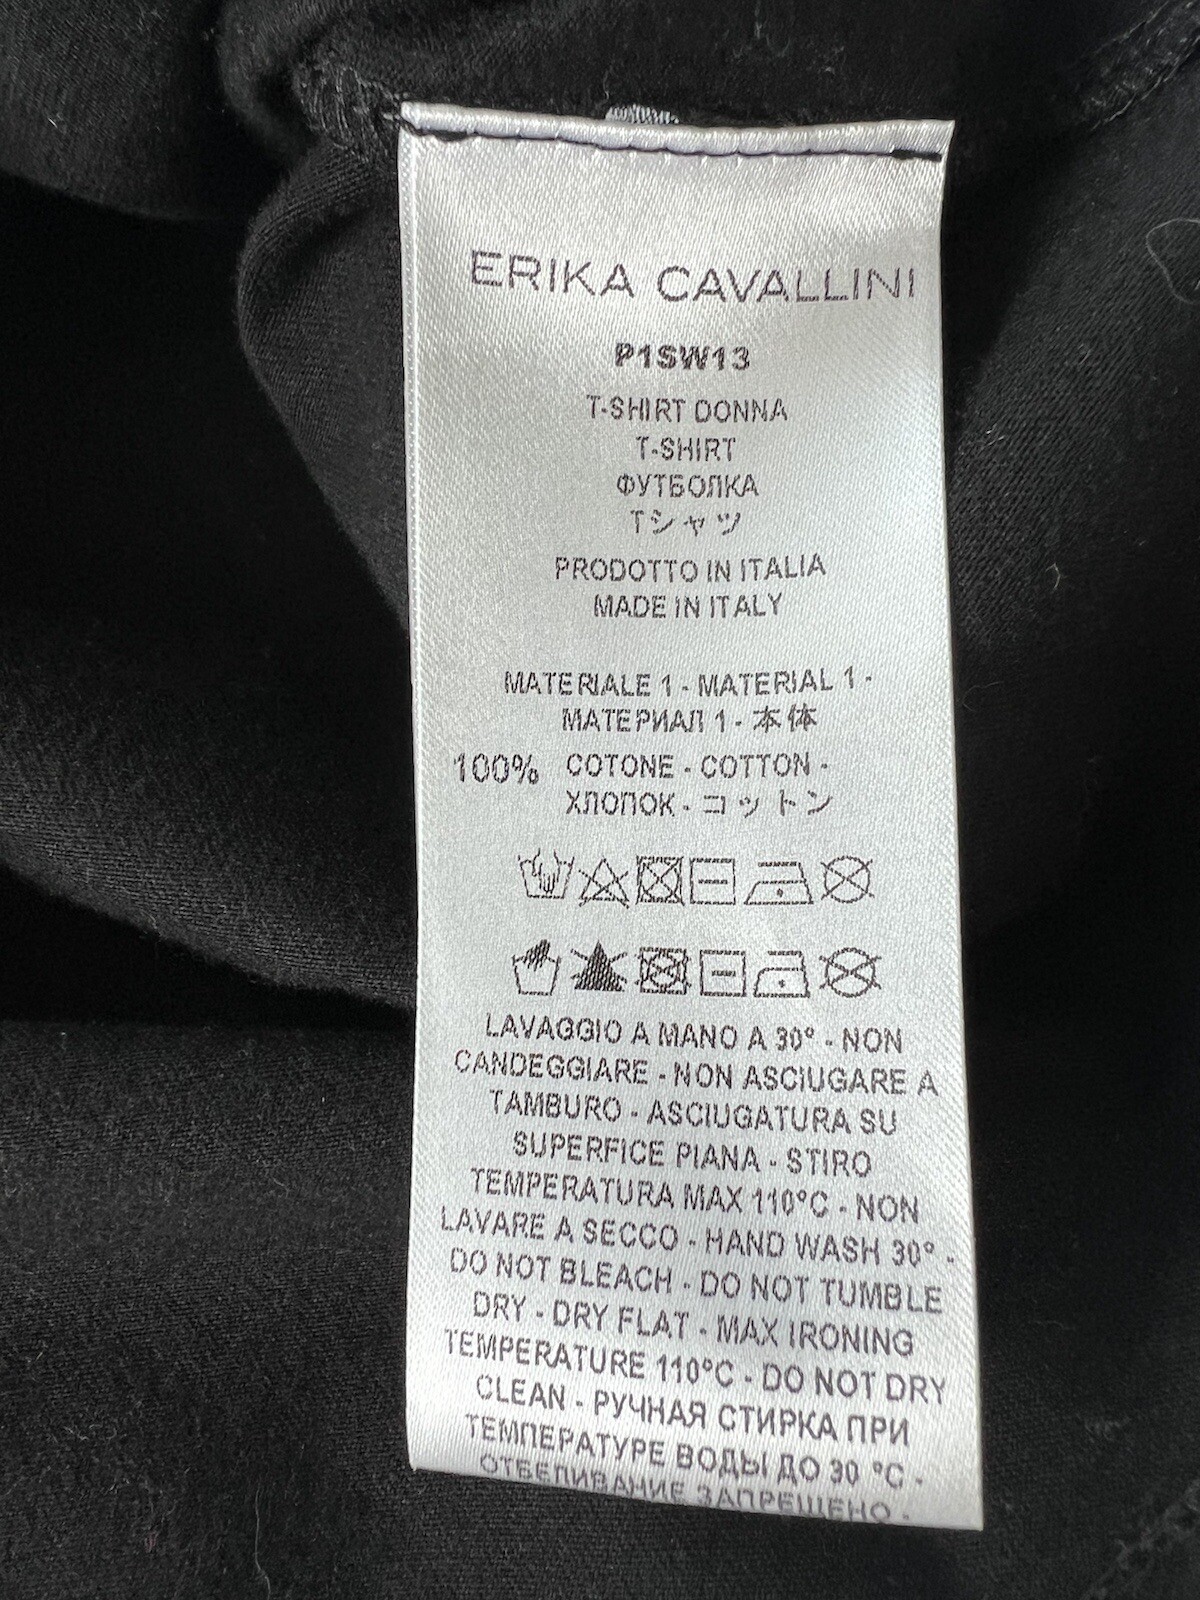 ERIKA CAVALLINI
P1SW13
T-SHIRT DONNA
T-SHIRT
ФУТБОЛКА
Tシャツ
PRODOTTO IN ITALIA
MADE IN ITALY
MATERIALE 1 - MATERIAL 1 -
МАТЕРИАЛ 1 - 本体
100% COTONE - COTTON -
ХЛОПОК - コットン
LAVAGGIO A MANO A 30° - NON
CANDEGGIARE - NON ASCIUGARE A
TAMBURO - ASCIUGATURA SU
SUPERFICE PIANA - STIRO
TEMPERATURA MAX 110°C - NON
LAVARE A SECCO - HAND WASH 30° -
DO NOT BLEACH - DO NOT TUMBLE
DRY - DRY FLAT - MAX IRONING
TEMPERATURE 110°C - DO NOT DRY
CLEAN - РУЧНАЯ СТИРКА ПРИ
ТЕМПЕРАТУРЕ ВОДЫ ДО 30 °C -
ОТБЕЛИВАНИЕ ЗАПРЕЩЕНО -